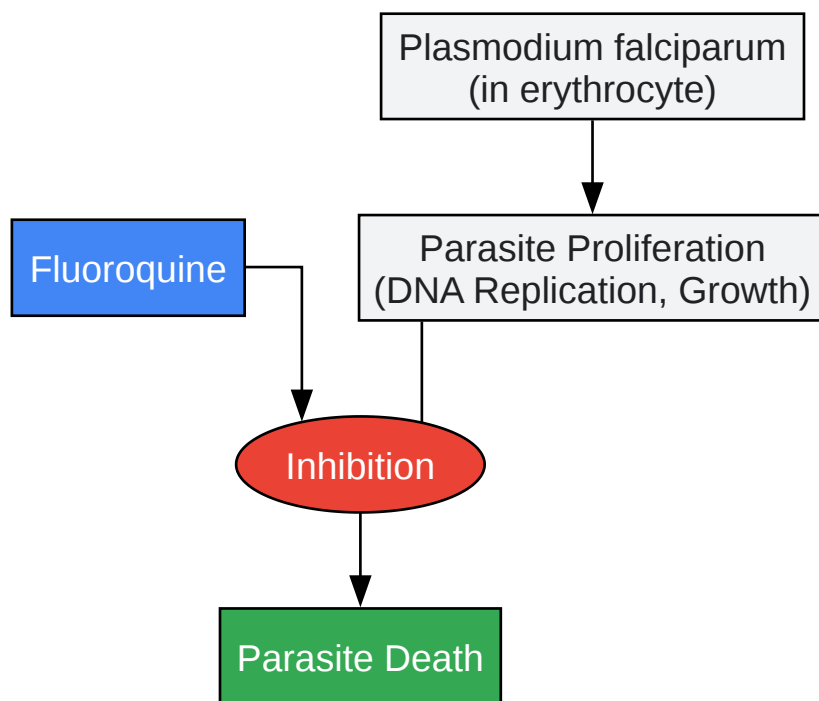 Plasmodium falciparum
(in erythrocyte)
Fluoroquine
Parasite Proliferation
(DNA Replication, Growth)
Inhibition
Parasite Death